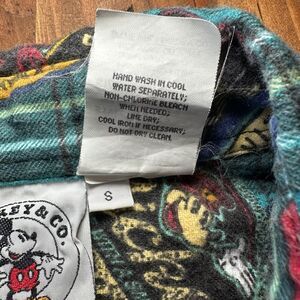 HAND WASH IN COOL
WATER SEPARATELY;
NON-CHLORINE BLEACH
WHEN NEEDED;
LINE DRY;
COOL IRON IF NECESSARY;
DO NOT DRY CLEAN.
S
EY & CO.